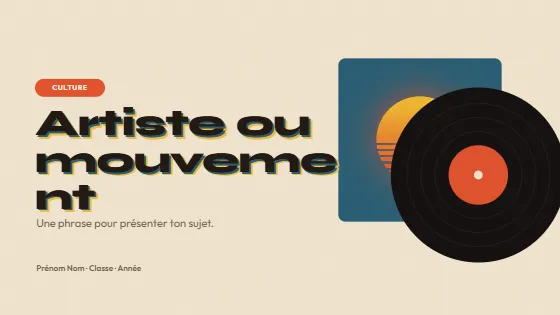 CULTURE
Artiste ou
mouveme
nt
Une phrase pour présenter ton sujet.
Prénom Nom · Classe · Année